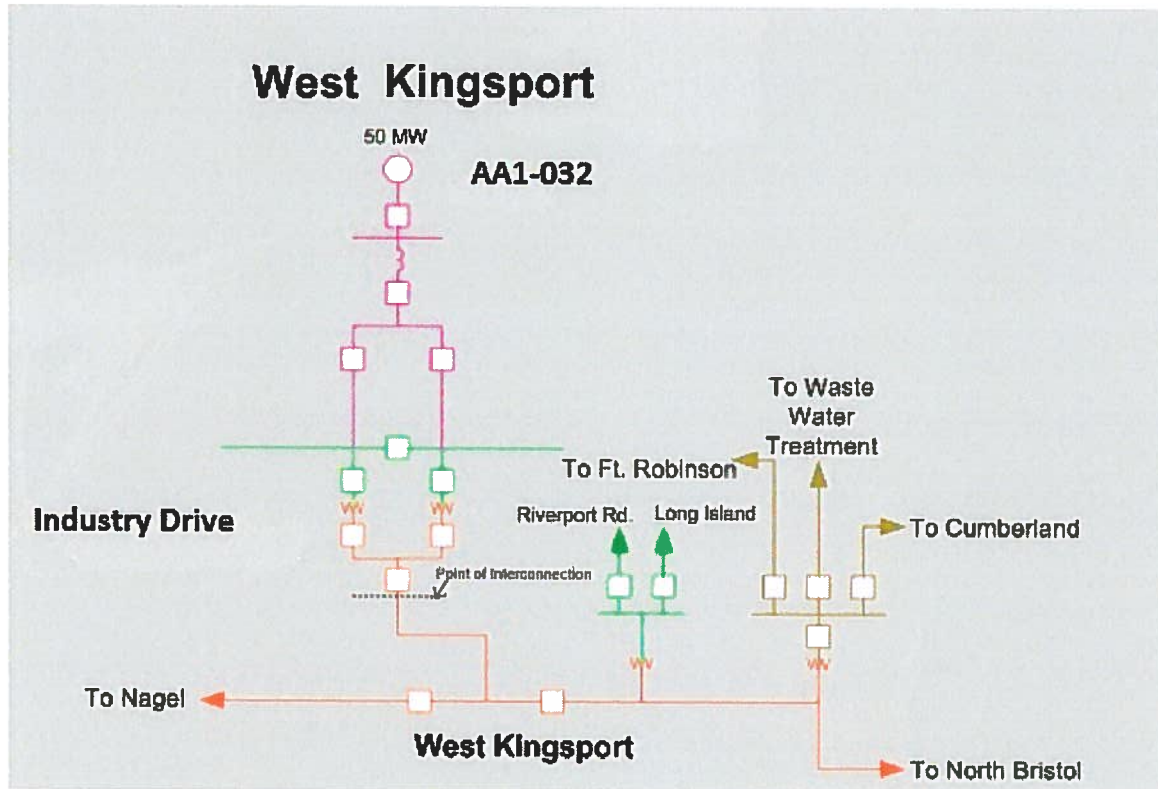 West Kingsport
50 MW
AA1-032
To Waste
Water
Treatment
To Ft. Robinson
Industry Drive
Riverport Rd.
Long Island
To Cumberland
Point of Interconnection
To Nagel
West Kingsport
To North Bristol